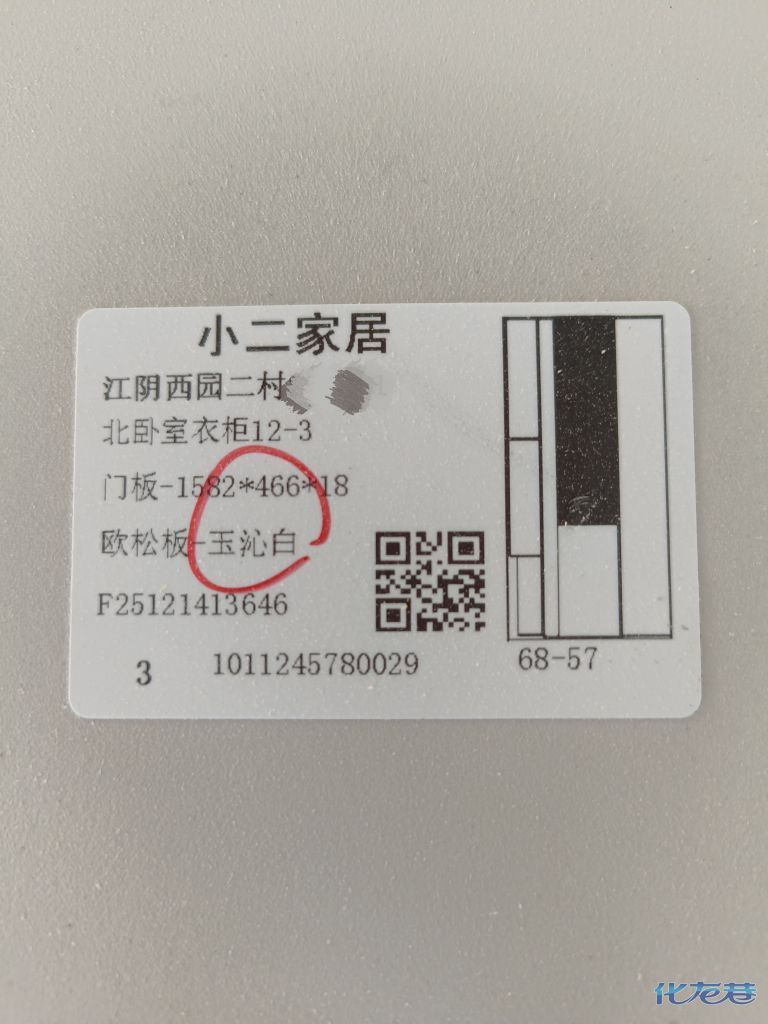 小二家居
江阴西园二村
北卧室衣柜12-3
门板-1582*466*18
欧松板-玉沁白
F25121413646
3 1011245780029 68-57
化龙巷